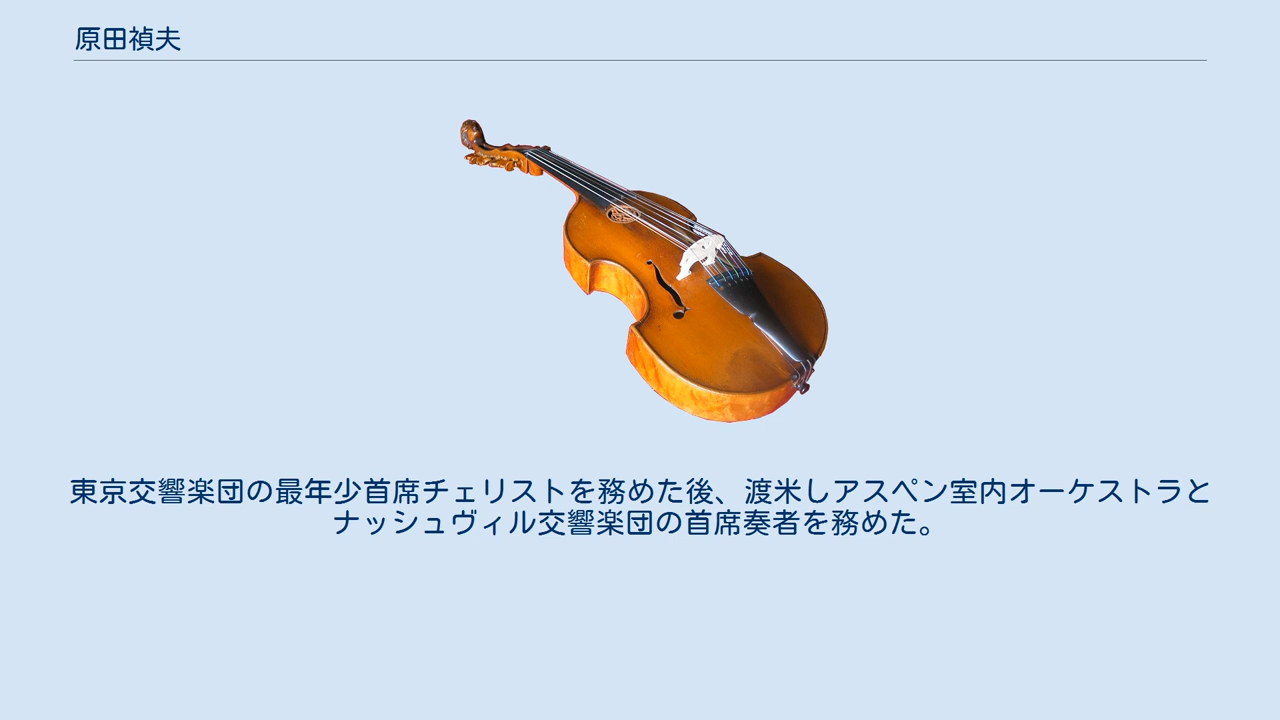 原田禎夫
東京交響楽団の最年少首席チェリストを務めた後、渡米しアスペン室内オーケストラと
ナッシュヴィル交響楽団の首席奏者を務めた。